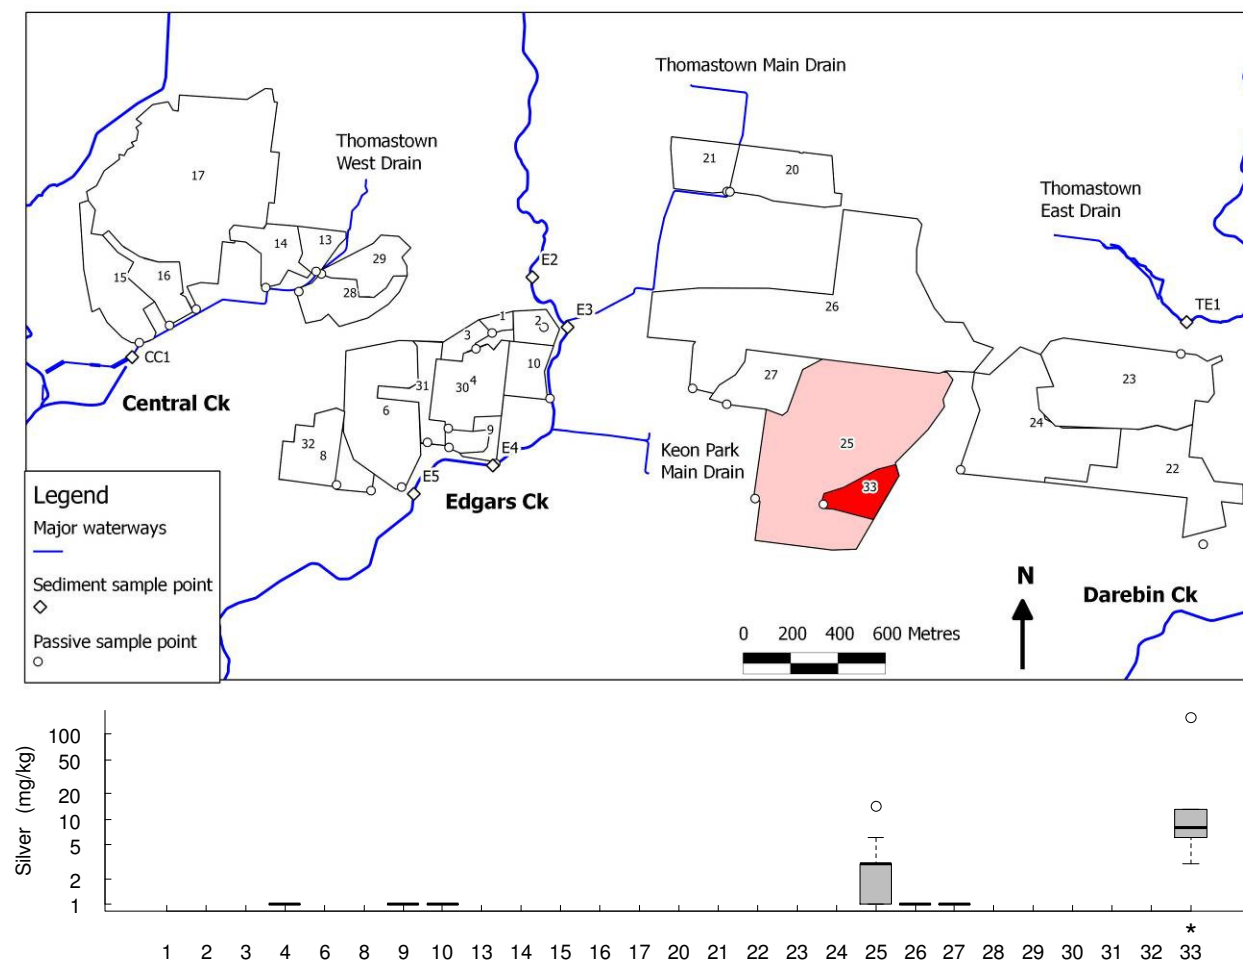 Thomastown Main Drain
Thomastown
West Drain
21
20
17
Thomastown
East Drain
14
13
29
E2
15
16
28
26
TE1
E3
1
2
3
CC1
10
27
23
31
30
4
Central Ck
6
24
9
32
25
E4
8
Keon Park
Main Drain
22
E5
33
Legend
Edgars Ck
Major waterways
N
Sediment sample point
Darebin Ck
Passive sample point
0 200 400 600 Metres
Silver (mg/kg)
100
50
20
10
5
2
1
*
1 2 3 4 6 8 9 10 13 14 15 16 17 20 21 22 23 24 25 26 27 28 29 30 31 32 33